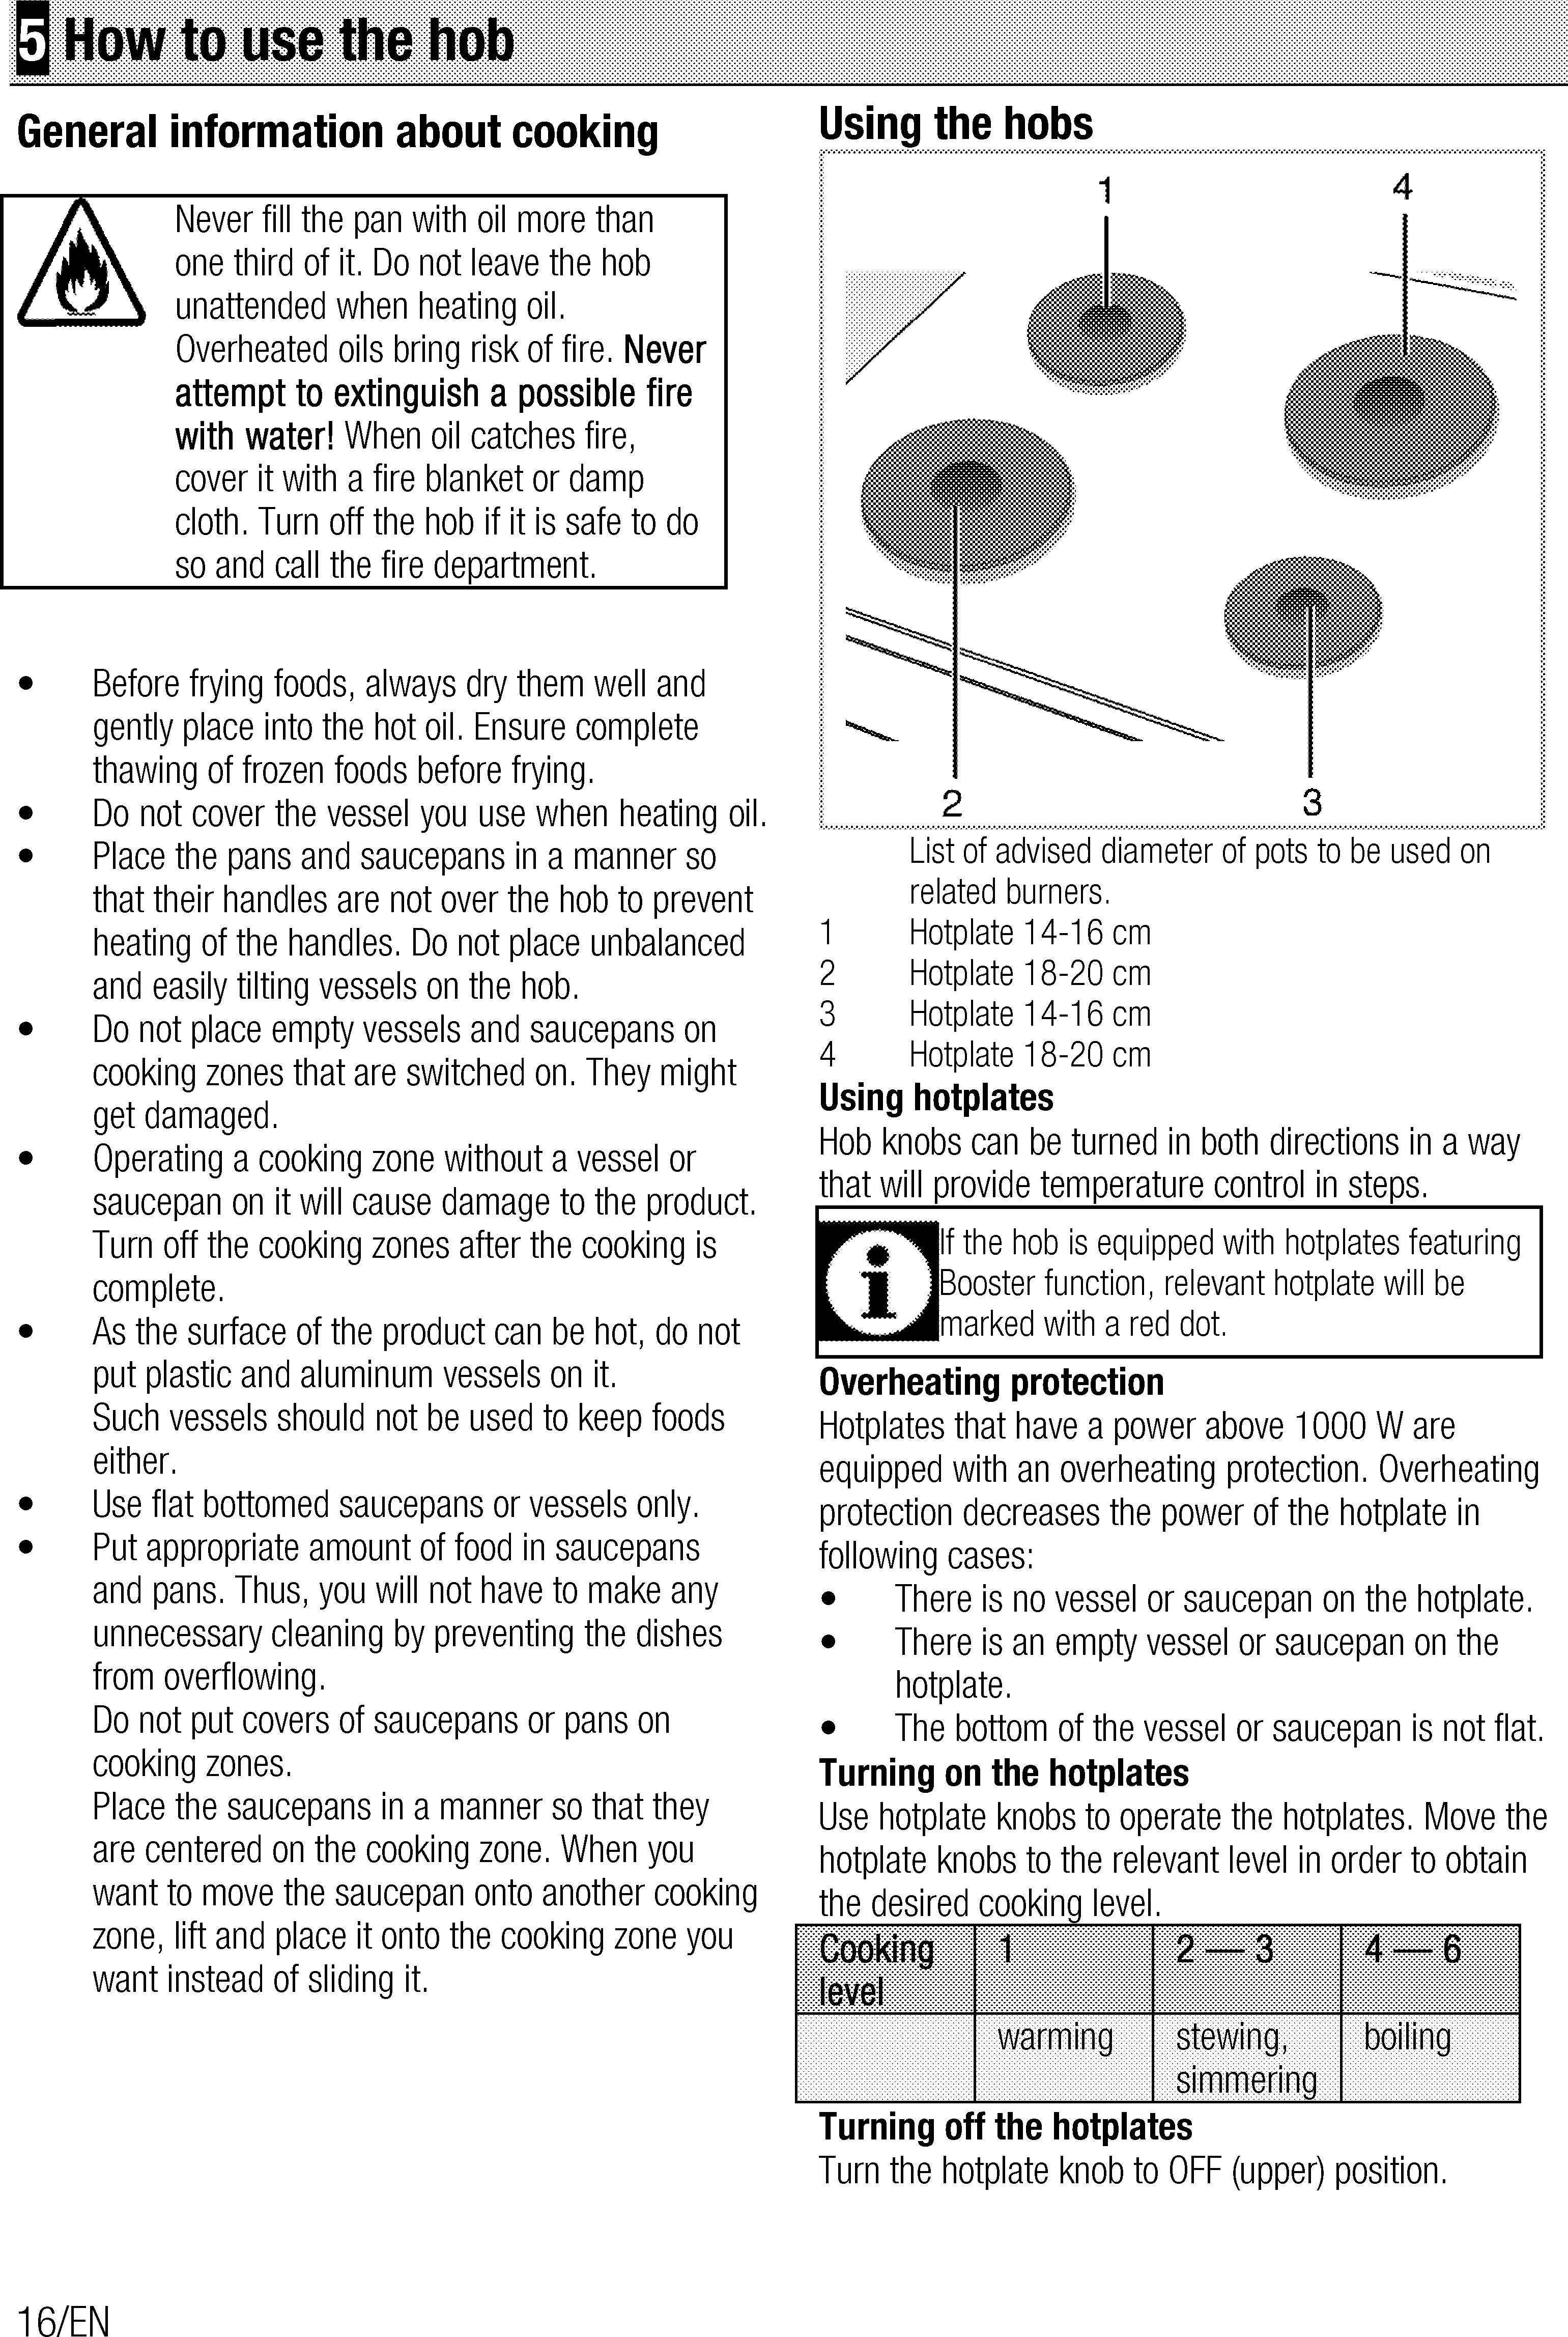 5 How to use the hob
General information about cooking
Never fill the pan with oil more than
one third of it. Do not leave the hob
unattended when heating oil.
Overheated oils bring risk of fire. Never
attempt to extinguish a possible fire
with water! When oil catches fire,
cover it with a fire blanket or damp
cloth. Turn off the hob if it is safe to do
so and call the fire department.
• Before frying foods, always dry them well and
gently place into the hot oil. Ensure complete
thawing of frozen foods before frying.
• Do not cover the vessel you use when heating oil.
• Place the pans and saucepans in a manner so
that their handles are not over the hob to prevent
heating of the handles. Do not place unbalanced
and easily tilting vessels on the hob.
• Do not place empty vessels and saucepans on
cooking zones that are switched on. They might
get damaged.
• Operating a cooking zone without a vessel or
saucepan on it will cause damage to the product.
Turn off the cooking zones after the cooking is
complete.
• As the surface of the product can be hot, do not
put plastic and aluminum vessels on it.
Such vessels should not be used to keep foods
either.
• Use flat bottomed saucepans or vessels only.
• Put appropriate amount of food in saucepans
and pans. Thus, you will not have to make any
unnecessary cleaning by preventing the dishes
from overflowing.
Do not put covers of saucepans or pans on
cooking zones.
Place the saucepans in a manner so that they
are centered on the cooking zone. When you
want to move the saucepan onto another cooking
zone, lift and place it onto the cooking zone you
want instead of sliding it.
Using the hobs
1 4
2 3
List of advised diameter of pots to be used on
related burners.
1 Hotplate 14-16 cm
2 Hotplate 18-20 cm
3 Hotplate 14-16 cm
4 Hotplate 18-20 cm
Using hotplates
Hob knobs can be turned in both directions in a way
that will provide temperature control in steps.
If the hob is equipped with hotplates featuring
Booster function, relevant hotplate will be
marked with a red dot.
Overheating protection
Hotplates that have a power above 1000 W are
equipped with an overheating protection. Overheating
protection decreases the power of the hotplate in
following cases:
• There is no vessel or saucepan on the hotplate.
• There is an empty vessel or saucepan on the
hotplate.
• The bottom of the vessel or saucepan is not flat.
Turning on the hotplates
Use hotplate knobs to operate the hotplates. Move the
hotplate knobs to the relevant level in order to obtain
the desired cooking level.
Cooking 1 2 — 3 4 — 6
level
warming stewing, boiling
simmering
Turning off the hotplates
Turn the hotplate knob to OFF (upper) position.
16/EN